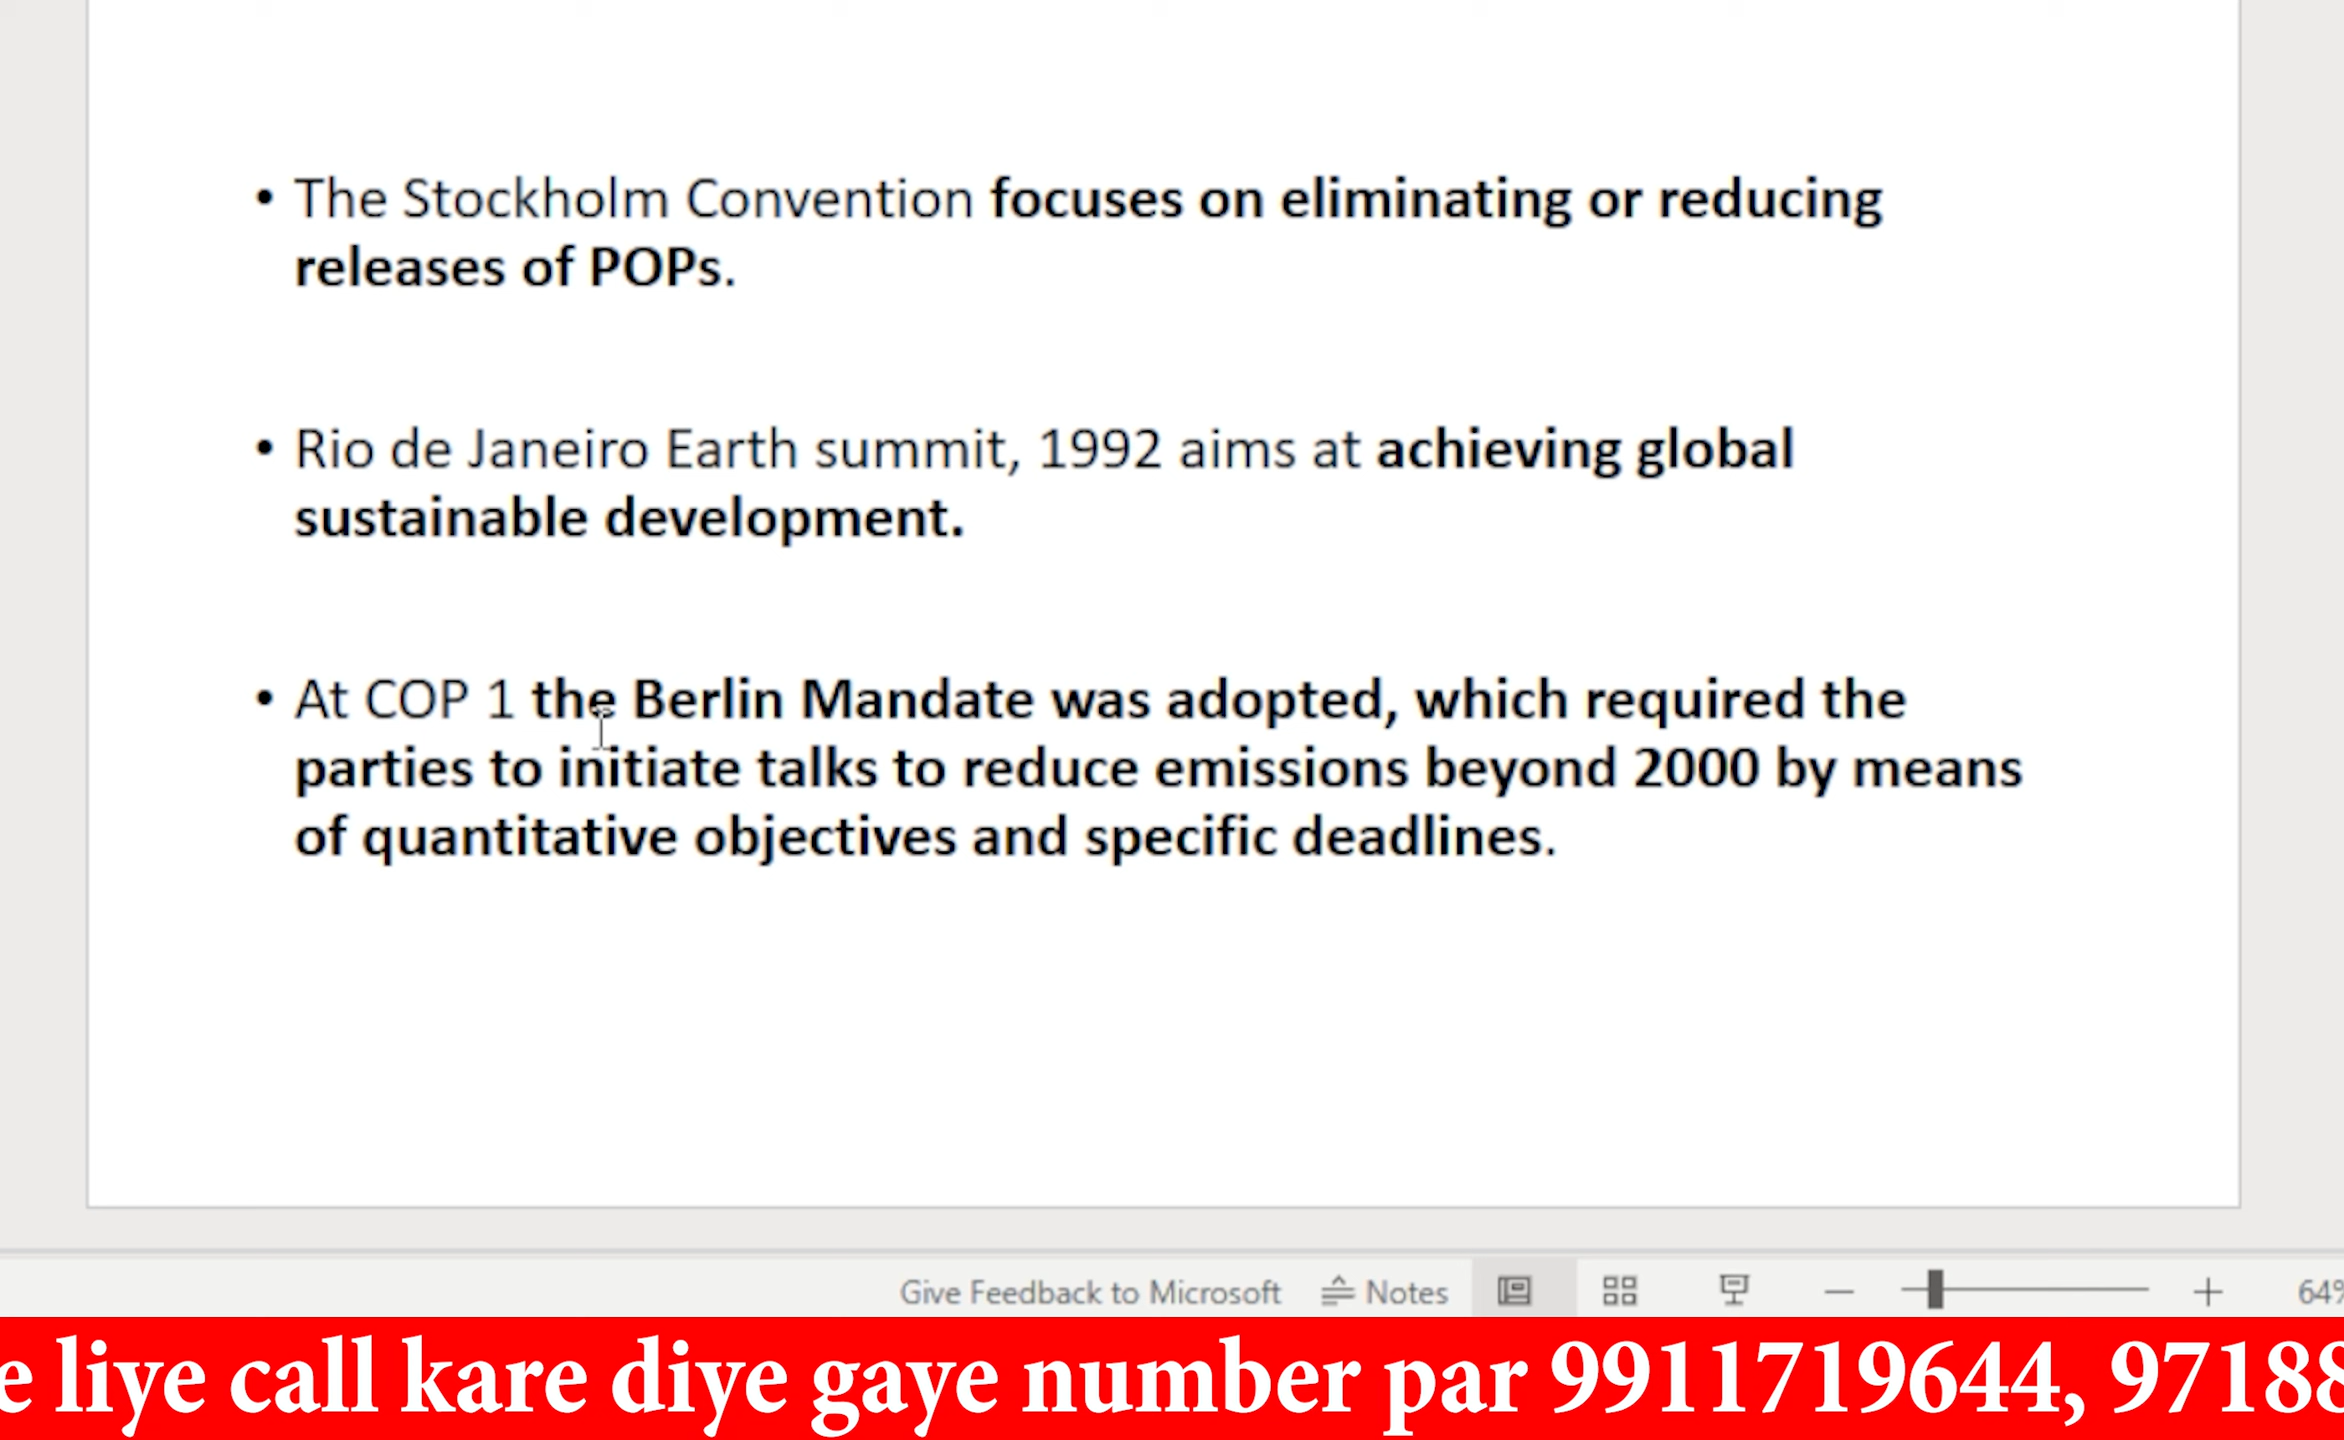 • The Stockholm Convention focuses on eliminating or reducing
releases of POPs.
• Rio de Janeiro Earth summit, 1992 aims at achieving global
sustainable development.
• At COP 1 the Berlin Mandate was adopted, which required the
parties to initiate talks to reduce emissions beyond 2000 by means
of quantitative objectives and specific deadlines.
Give Feedback to Microsoft Notes 64%
e liye call kare diye gaye number par 9911719644, 97188